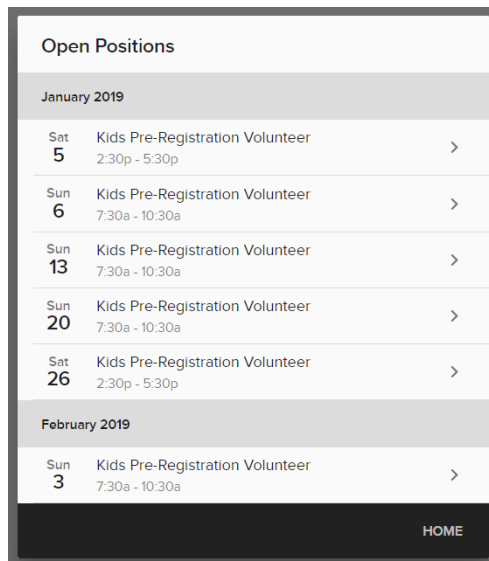 Open Positions
January 2019
Sat
5
Kids Pre-Registration Volunteer
2:30p - 5:30p
Sun
6
Kids Pre-Registration Volunteer
7:30a - 10:30a
Sun
13
Kids Pre-Registration Volunteer
7:30a - 10:30a
Sun
20
Kids Pre-Registration Volunteer
7:30a - 10:30a
Sat
26
Kids Pre-Registration Volunteer
2:30p - 5:30p
February 2019
Sun
3
Kids Pre-Registration Volunteer
7:30a - 10:30a
HOME